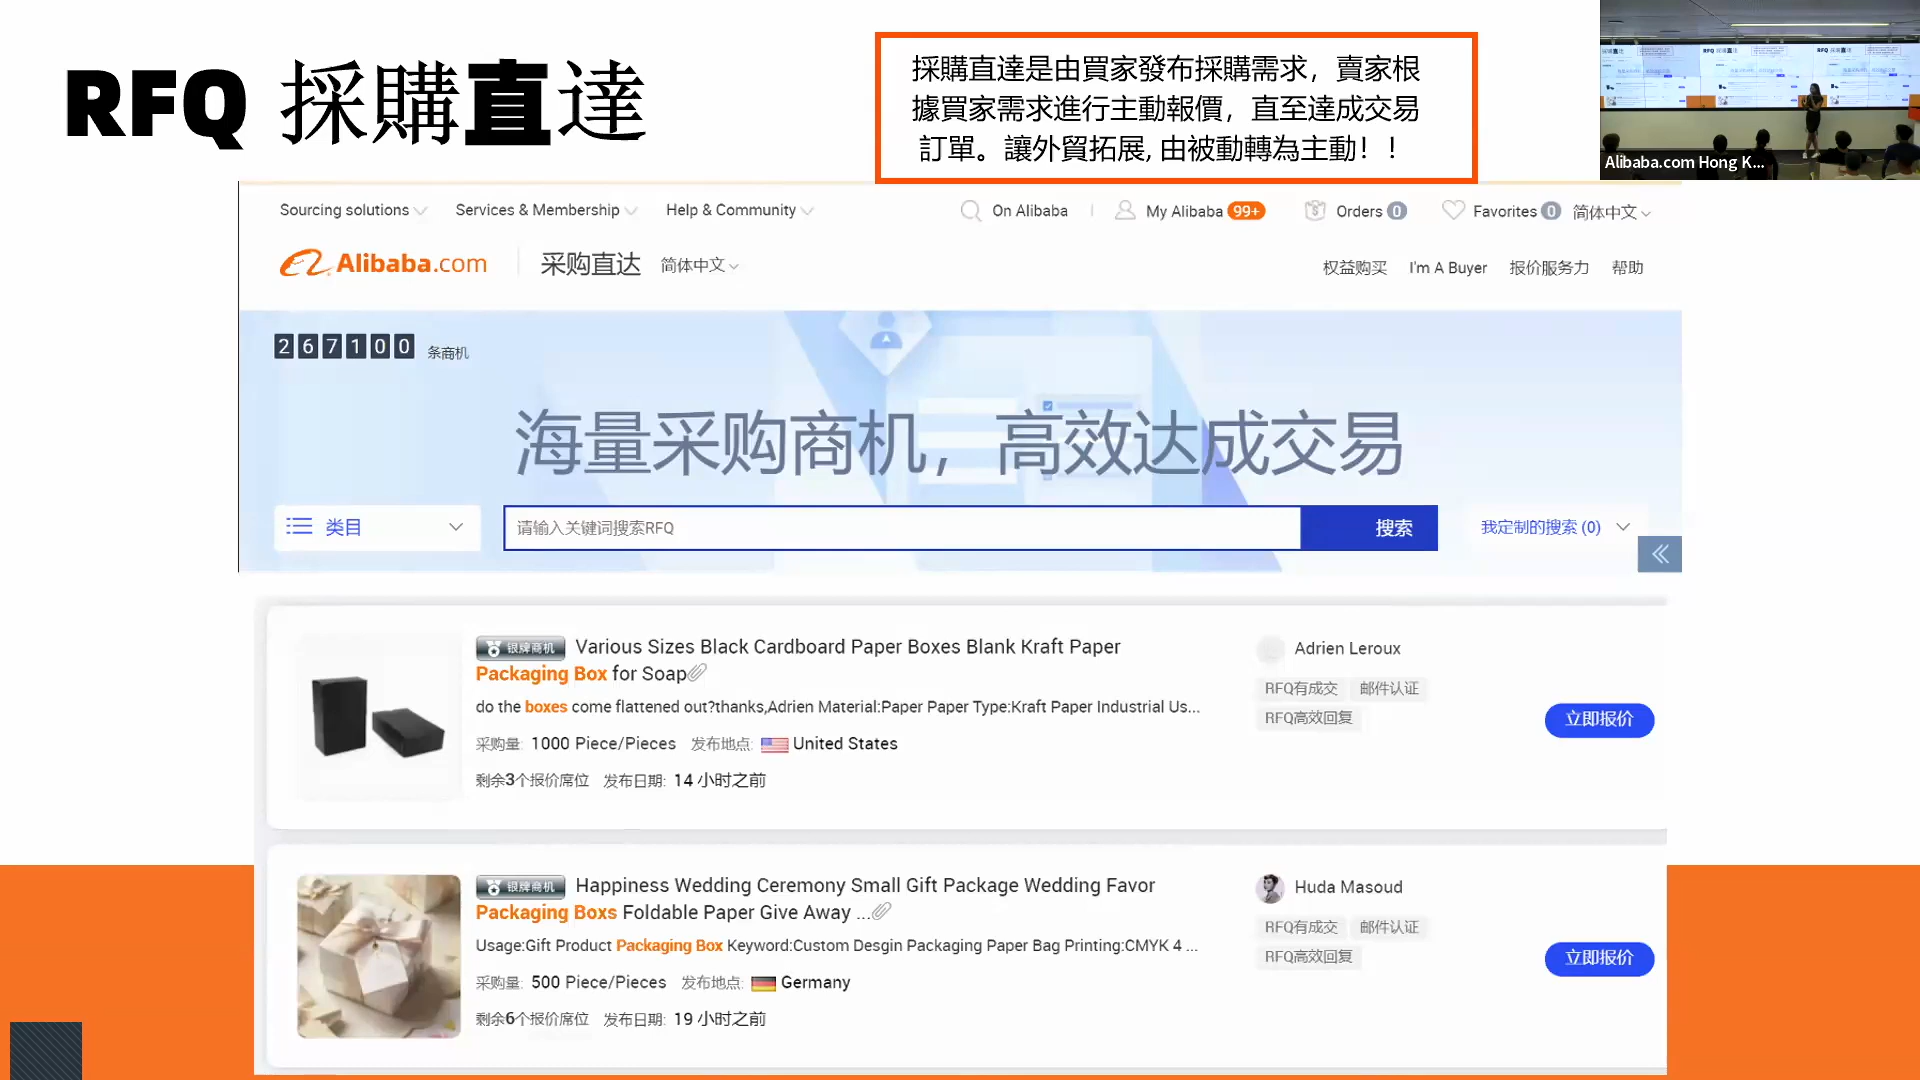 RFQ 採購直達
採購直達是由買家發布採購需求，賣家根
據買家需求進行主動報價，直至達成交易
訂單。讓外貿拓展, 由被動轉為主動！！
Alibaba.com Hong K...
Sourcing solutions Services & Membership Help & Community On Alibaba My Alibaba 99+ Orders 0 Favorites 0 简体中文
Alibaba.com 采购直达 简体中文 权益购买 I'm A Buyer 报价服务力 帮助
267100 条商机
海量采购商机，高效达成交易
类目 请输入关键词搜索RFQ 搜索 我定制的搜索 (0)
银牌商机 Various Sizes Black Cardboard Paper Boxes Blank Kraft Paper
Packaging Box for Soap
do the boxes come flattened out?thanks,Adrien Material:Paper Paper Type:Kraft Paper Industrial Us...
采购量: 1000 Piece/Pieces 发布地点: United States
剩余3个报价席位 发布日期: 14 小时之前
Adrien Leroux
RFQ有成交 邮件认证
RFQ高效回复
立即报价
银牌商机 Happiness Wedding Ceremony Small Gift Package Wedding Favor
Packaging Boxs Foldable Paper Give Away ...
Usage:Gift Product Packaging Box Keyword:Custom Desgin Packaging Paper Bag Printing:CMYK 4 ...
采购量: 500 Piece/Pieces 发布地点: Germany
剩余6个报价席位 发布日期: 19 小时之前
Huda Masoud
RFQ有成交 邮件认证
RFQ高效回复
立即报价